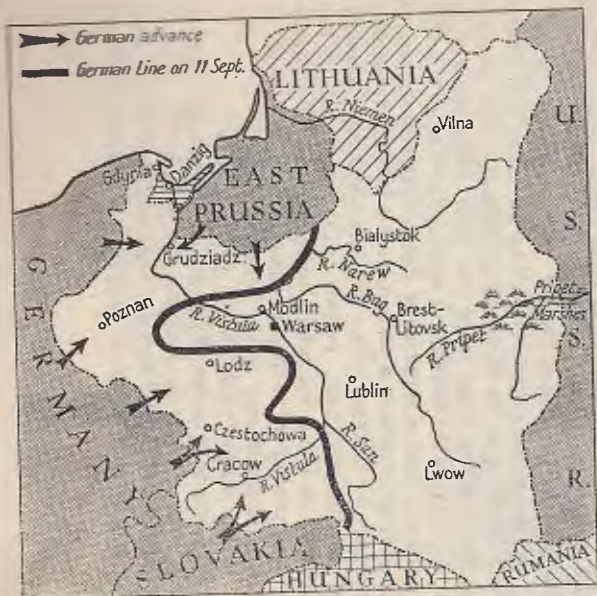 German advance
German Line on 11 Sept.
LITHUANIA
R. Niemen
Vilna
U.
S.
S.
R.
Gdynia
Danzig
EAST
PRUSSIA
Grudziadz
Bialystok
R. Narew
GERMANY
Poznan
R. Vistula
Modlin
Warsaw
R. Bug
Brest-
Litovsk
Pripet
Marshes
R. Pripet
Lodz
Lublin
Czestochowa
Cracow
R. Vistula
R. San
Lwow
SLOVAKIA
HUNGARY
RUMANIA